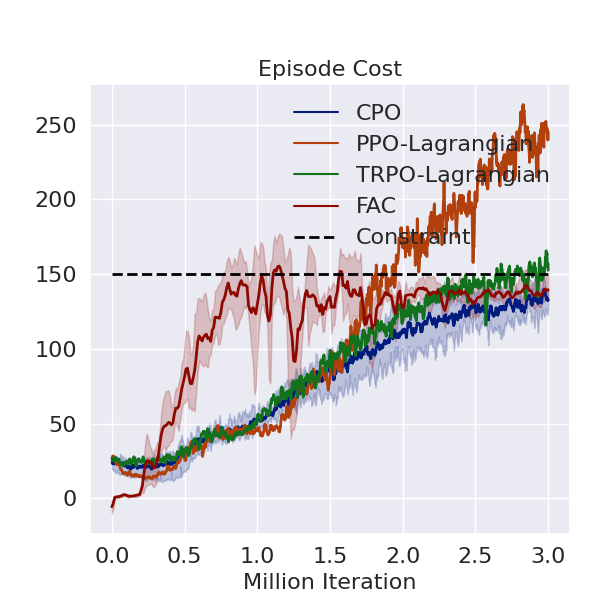 Episode Cost
CPO
PPO-Lagrangian
TRPO-Lagrangian
FAC
Constraint
250
200
150
100
50
0
0.0 0.5 1.0 1.5 2.0 2.5 3.0
Million Iteration